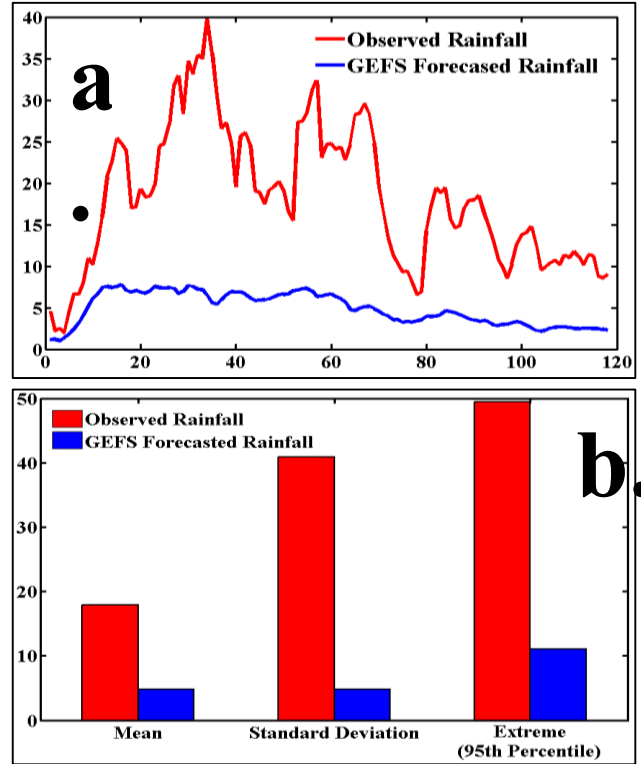 40
35
30
25
20
15
10
5
0
0 20 40 60 80 100 120
Observed Rainfall
GEFS Forecased Rainfall
a
.
50
40
30
20
10
0
Observed Rainfall
GEFS Forecasted Rainfall
b.
Mean Standard Deviation Extreme
(95th Percentile)